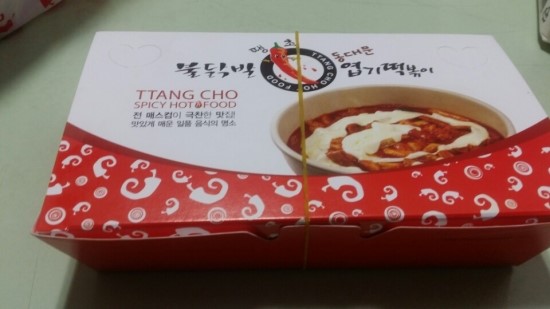 땡초 동대문
불닭발 엽기떡볶이
TTANG CHO HOT FOOD
TTANG CHO
SPICY HOT FOOD
전 매스컴이 극찬한 맛집!
맛있게 매운 일품 음식의 명소